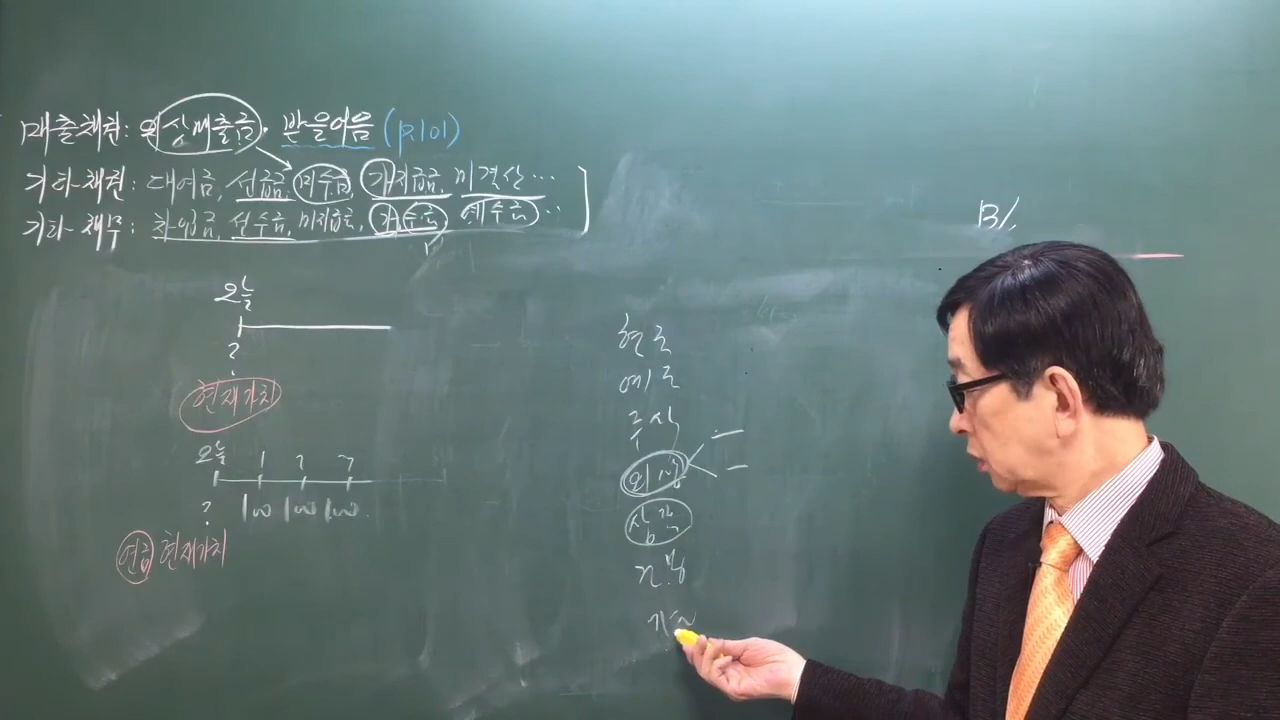 매출채권: 외상매출금. 받을어음 (p.101)
기타채권: 대여금, 선급금, 미수금, 가지급금, 미결산 …
기타채무: 차입금, 선수금, 미지급금, 가수금 예수금 ..
B/
오늘
?
현재가치
오늘 1 2 3
? 100 100 100
연금 현재가치
현금
예금
주식
외상
상각
건물